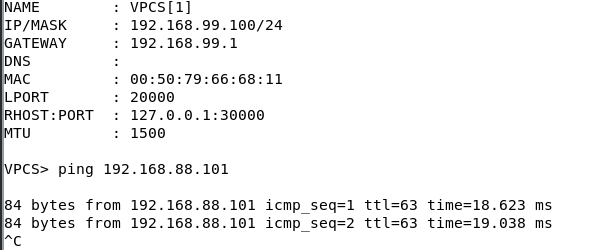 NAME        : VPCS[1]
IP/MASK     : 192.168.99.100/24
GATEWAY     : 192.168.99.1
DNS         :
MAC         : 00:50:79:66:68:11
LPORT       : 20000
RHOST:PORT  : 127.0.0.1:30000
MTU         : 1500
VPCS> ping 192.168.88.101
84 bytes from 192.168.88.101 icmp_seq=1 ttl=63 time=18.623 ms
84 bytes from 192.168.88.101 icmp_seq=2 ttl=63 time=19.038 ms
^C